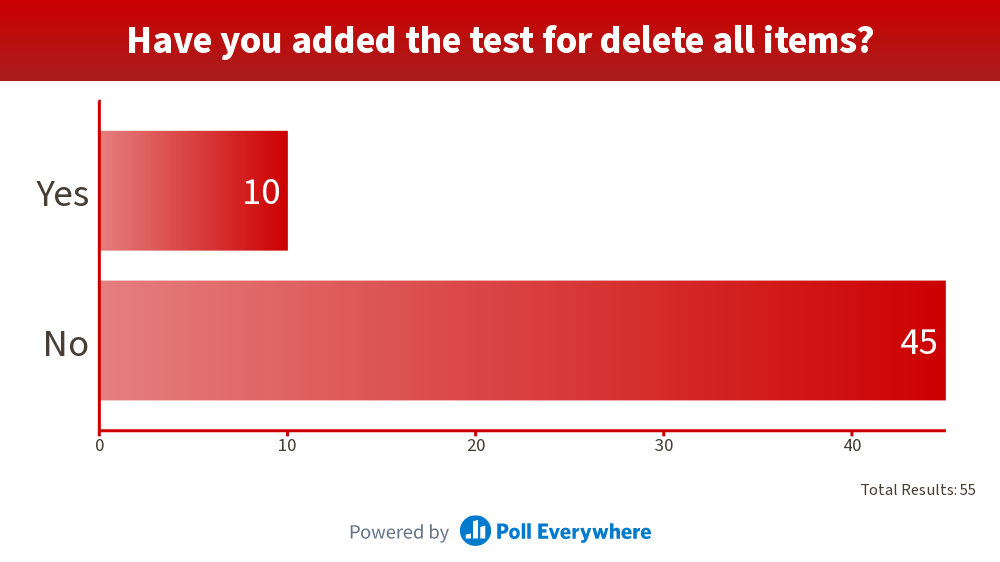 Have you added the test for delete all items?
Yes
10
No
45
0 10 20 30 40
Total Results: 55
Powered by Poll Everywhere